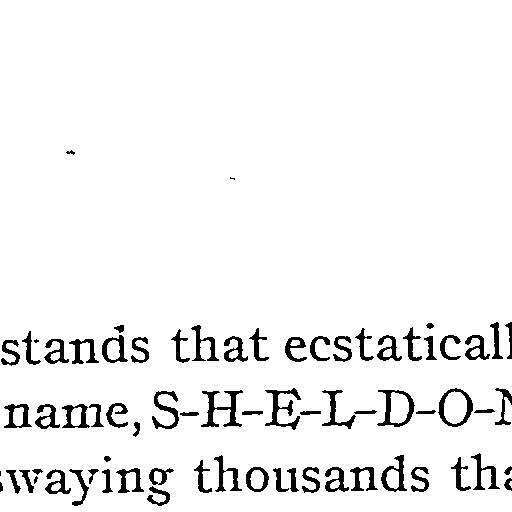 stands that ecstaticall
name, S-H-E-L-D-O-N
swaying thousands tha